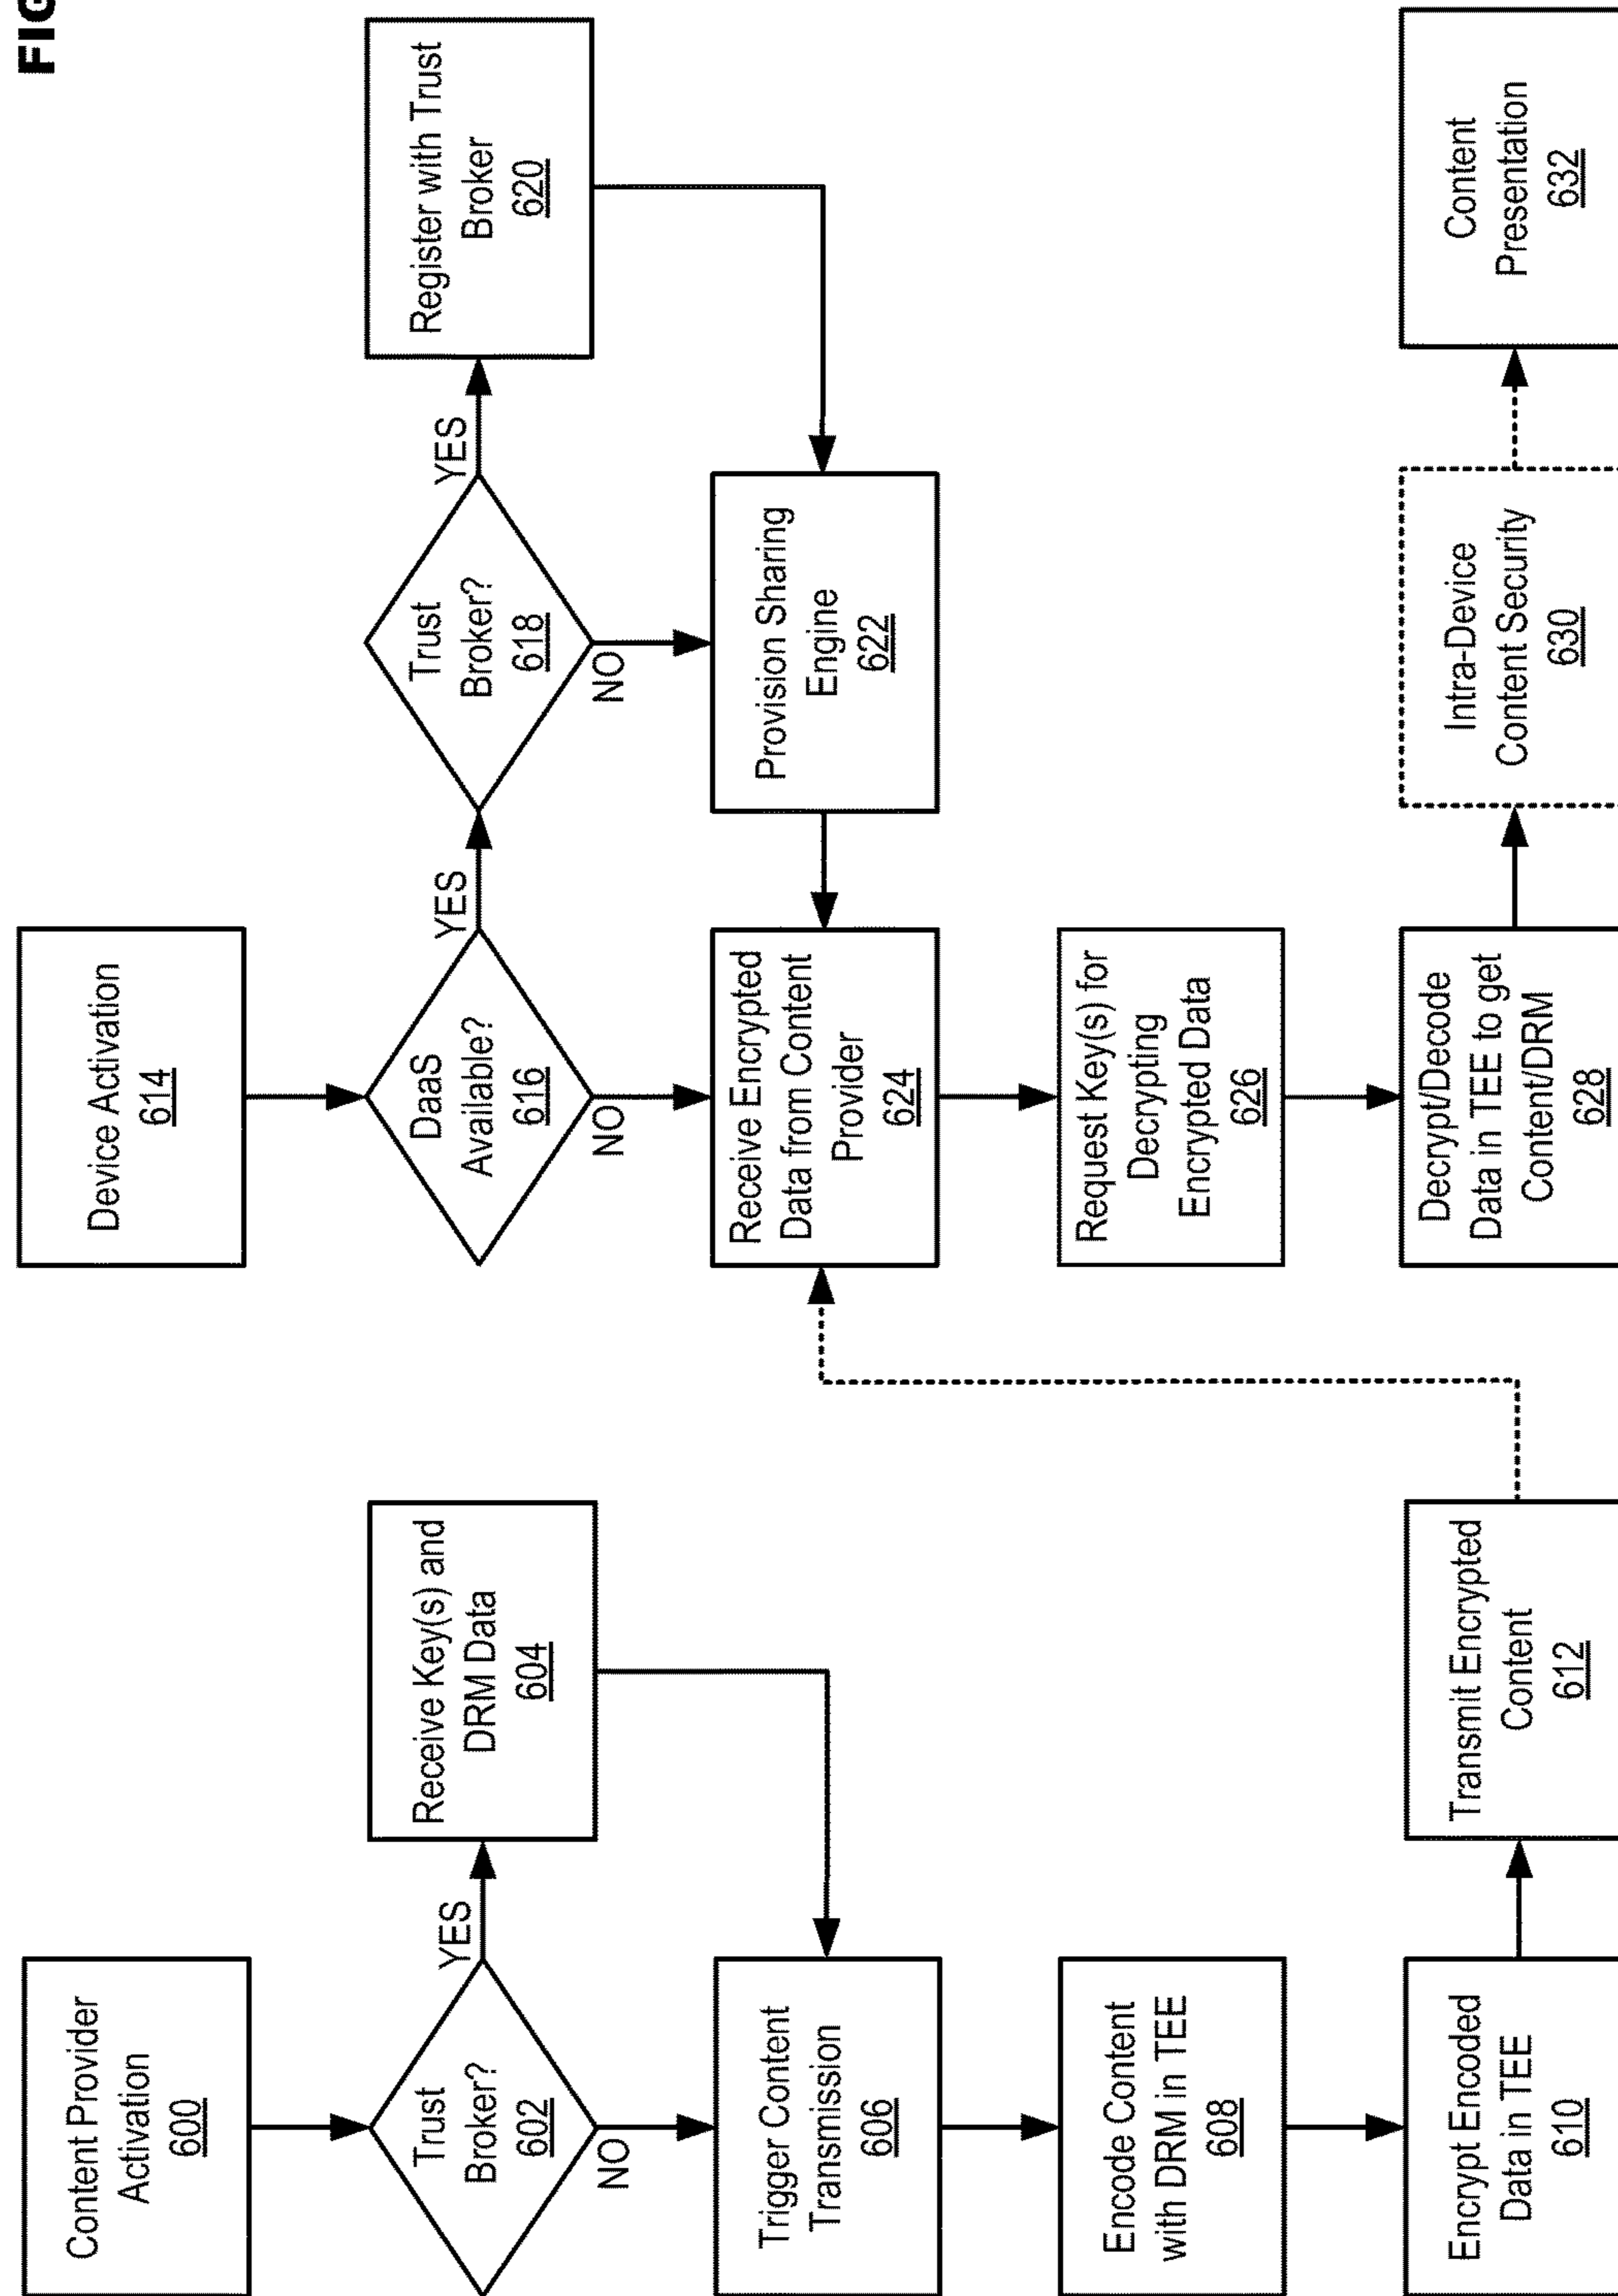 FIG
Content Provider
Activation
600
Trust
Broker?
602
YES
NO
Receive Key(s) and
DRM Data
604
Trigger Content
Transmission
606
Encode Content
with DRM in TEE
608
Encrypt Encoded
Data in TEE
610
Transmit Encrypted
Content
612
Device Activation
614
DaaS
Available?
616
YES
NO
Trust
Broker?
618
YES
NO
Register with Trust
Broker
620
Provision Sharing
Engine
622
Receive Encrypted
Data from Content
Provider
624
Request Key(s) for
Decrypting
Encrypted Data
626
Decrypt/Decode
Data in TEE to get
Content/DRM
628
Intra-Device
Content Security
630
Content
Presentation
632